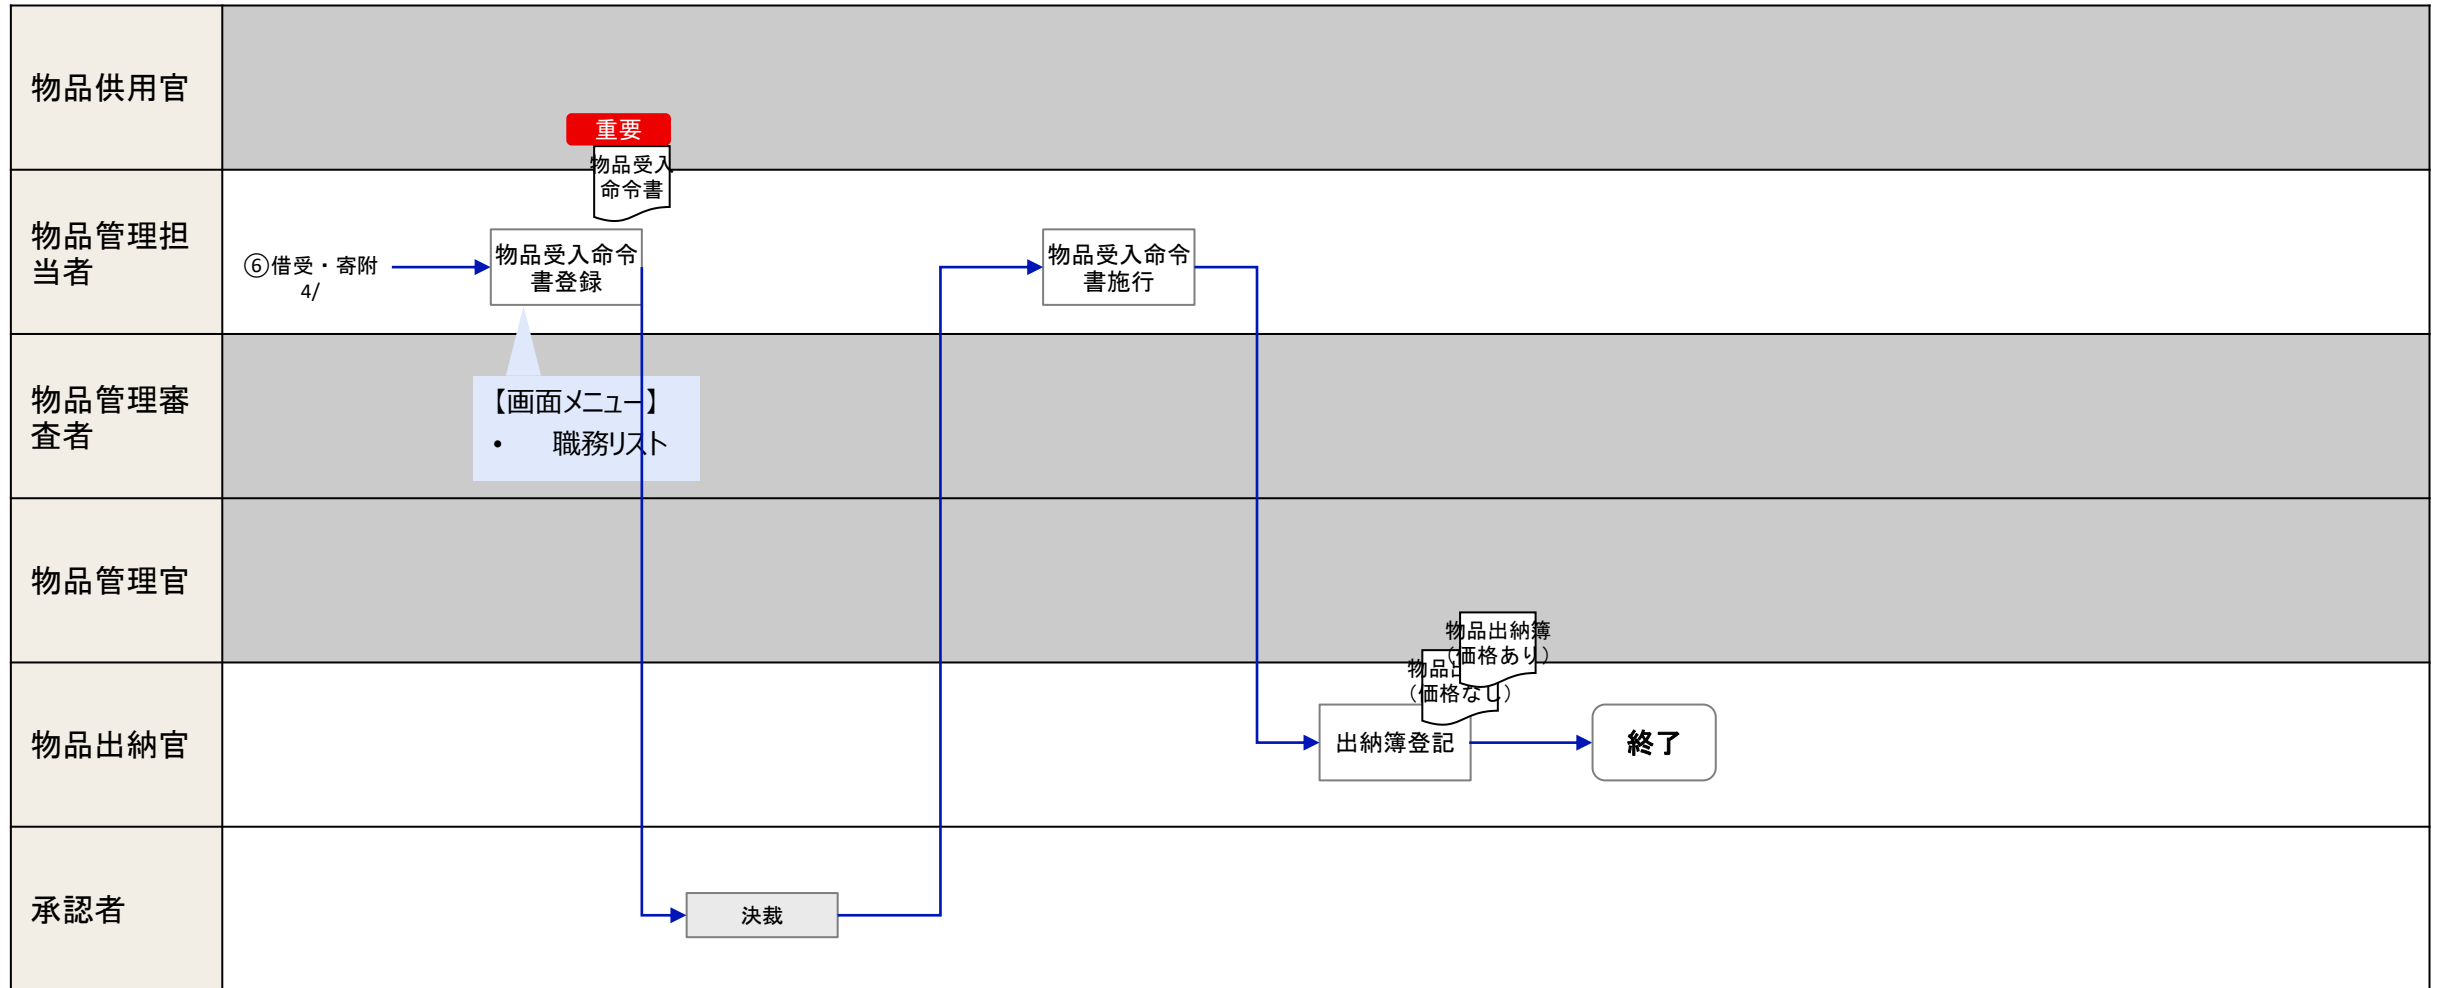 物品供用官
重要
物品受入
命令書
物品管理担
当者
⑥借受・寄附
4/
物品受入命令
書登録
物品受入命令
書施行
物品管理審
査者
【画面メニュー】
• 職務リスト
物品管理官
物品出納簿
（価格あり）
物品出
（価格なし）
物品出納官
出納簿登記
終了
承認者
決裁